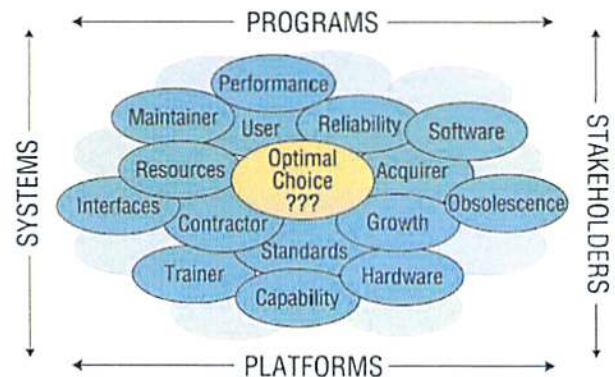 PROGRAMS
Performance
Maintainer
User
Reliability
Software
Resources
Optimal
Choice
???
Acquirer
Interfaces
Contractor
Growth
Obsolescence
Standards
Trainer
Hardware
Capability
SYSTEMS
STAKEHOLDERS
PLATFORMS